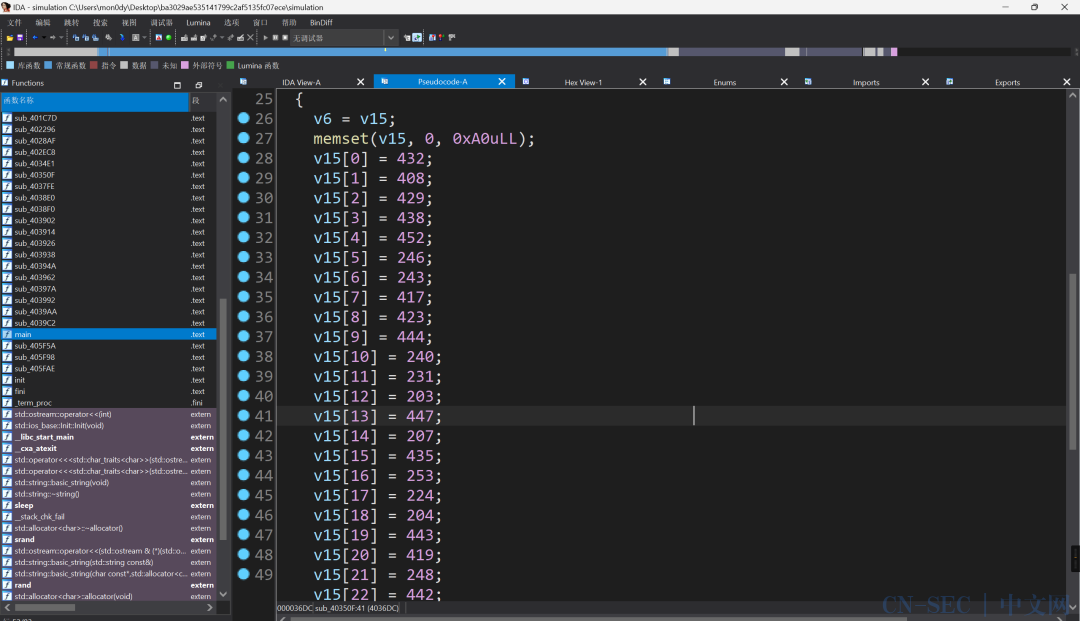 IDA - simulation C:\Users\mon0dy\Desktop\ba3029ae535141799c2af5135fc07ece\simulation
文件 编辑 跳转 搜索 视图 调试器 Lumina 选项 窗口 帮助 BinDiff
无调试器
库函数 常规函数 指令 数据 未知 外部符号 Lumina 函数
Functions
IDA View-A Pseudocode-A Hex View-1 Enums Imports Exports
函数名称 段
sub_401C7D .text
sub_402296 .text
sub_4028AF .text
sub_402EC8 .text
sub_4034E1 .text
sub_40350F .text
sub_4037FE .text
sub_4038E0 .text
sub_4038F0 .text
sub_403902 .text
sub_403914 .text
sub_403926 .text
sub_403938 .text
sub_40394A .text
sub_403962 .text
sub_40397A .text
sub_403992 .text
sub_4039AA .text
sub_4039C2 .text
main .text
sub_405F5A .text
sub_405F98 .text
sub_405FAE .text
init .text
fini .text
_term_proc .fini
std::ostream::operator<<(int) extern
std::ios_base::Init::Init(void) extern
__libc_start_main extern
__cxa_atexit extern
std::operator<<<std::char_traits<char>>(std::ostre... extern
std::operator<<<std::char_traits<char>>(std::ostre... extern
std::string::basic_string(void) extern
std::string::~string() extern
sleep extern
__stack_chk_fail extern
std::allocator<char>::~allocator() extern
srand extern
std::ostream::operator<<(std::ostream & (*)(std::o... extern
std::string::basic_string(std::string const&) extern
std::string::basic_string(char const*,std::allocator<c... extern
rand extern
std::allocator<char>::allocator(void) extern
25 {
26 v6 = v15;
27 memset(v15, 0, 0xA0uLL);
28 v15[0] = 432;
29 v15[1] = 408;
30 v15[2] = 429;
31 v15[3] = 438;
32 v15[4] = 452;
33 v15[5] = 246;
34 v15[6] = 243;
35 v15[7] = 417;
36 v15[8] = 423;
37 v15[9] = 444;
38 v15[10] = 240;
39 v15[11] = 231;
40 v15[12] = 203;
41 v15[13] = 447;
42 v15[14] = 207;
43 v15[15] = 435;
44 v15[16] = 253;
45 v15[17] = 224;
46 v15[18] = 204;
47 v15[19] = 443;
48 v15[20] = 419;
49 v15[21] = 248;
v15[22] = 442;
000036DC sub_40350F:41 (4036DC)
CN-SEC 中文网